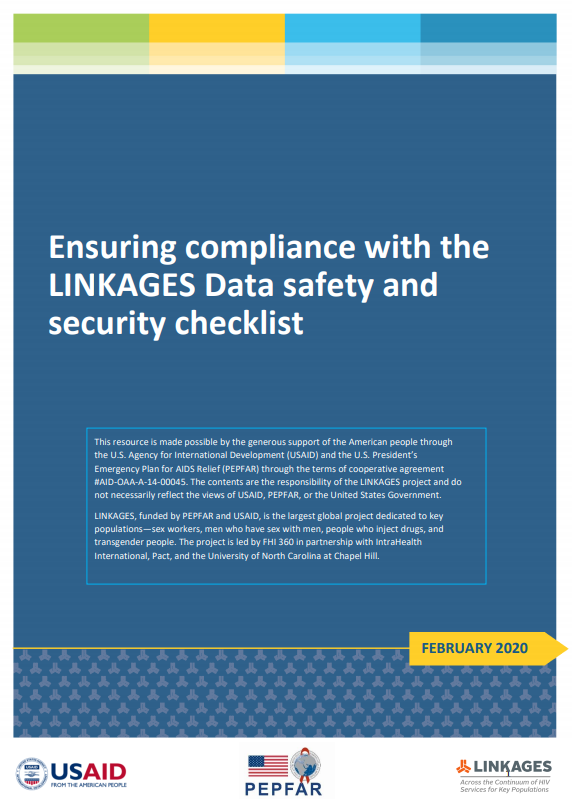 Ensuring compliance with the
LINKAGES Data safety and
security checklist
This resource is made possible by the generous support of the American people through
the U.S. Agency for International Development (USAID) and the U.S. President's
Emergency Plan for AIDS Relief (PEPFAR) through the terms of cooperative agreement
#AID-OAA-A-14-00045. The contents are the responsibility of the LINKAGES project and do
not necessarily reflect the views of USAID, PEPFAR, or the United States Government.
LINKAGES, funded by PEPFAR and USAID, is the largest global project dedicated to key
populations—sex workers, men who have sex with men, people who inject drugs, and
transgender people. The project is led by FHI 360 in partnership with IntraHealth
International, Pact, and the University of North Carolina at Chapel Hill.
FEBRUARY 2020
USAID
FROM THE AMERICAN PEOPLE
PEPFAR
LINKAGES
1
Across the Continuum of HIV
Services for Key Populations